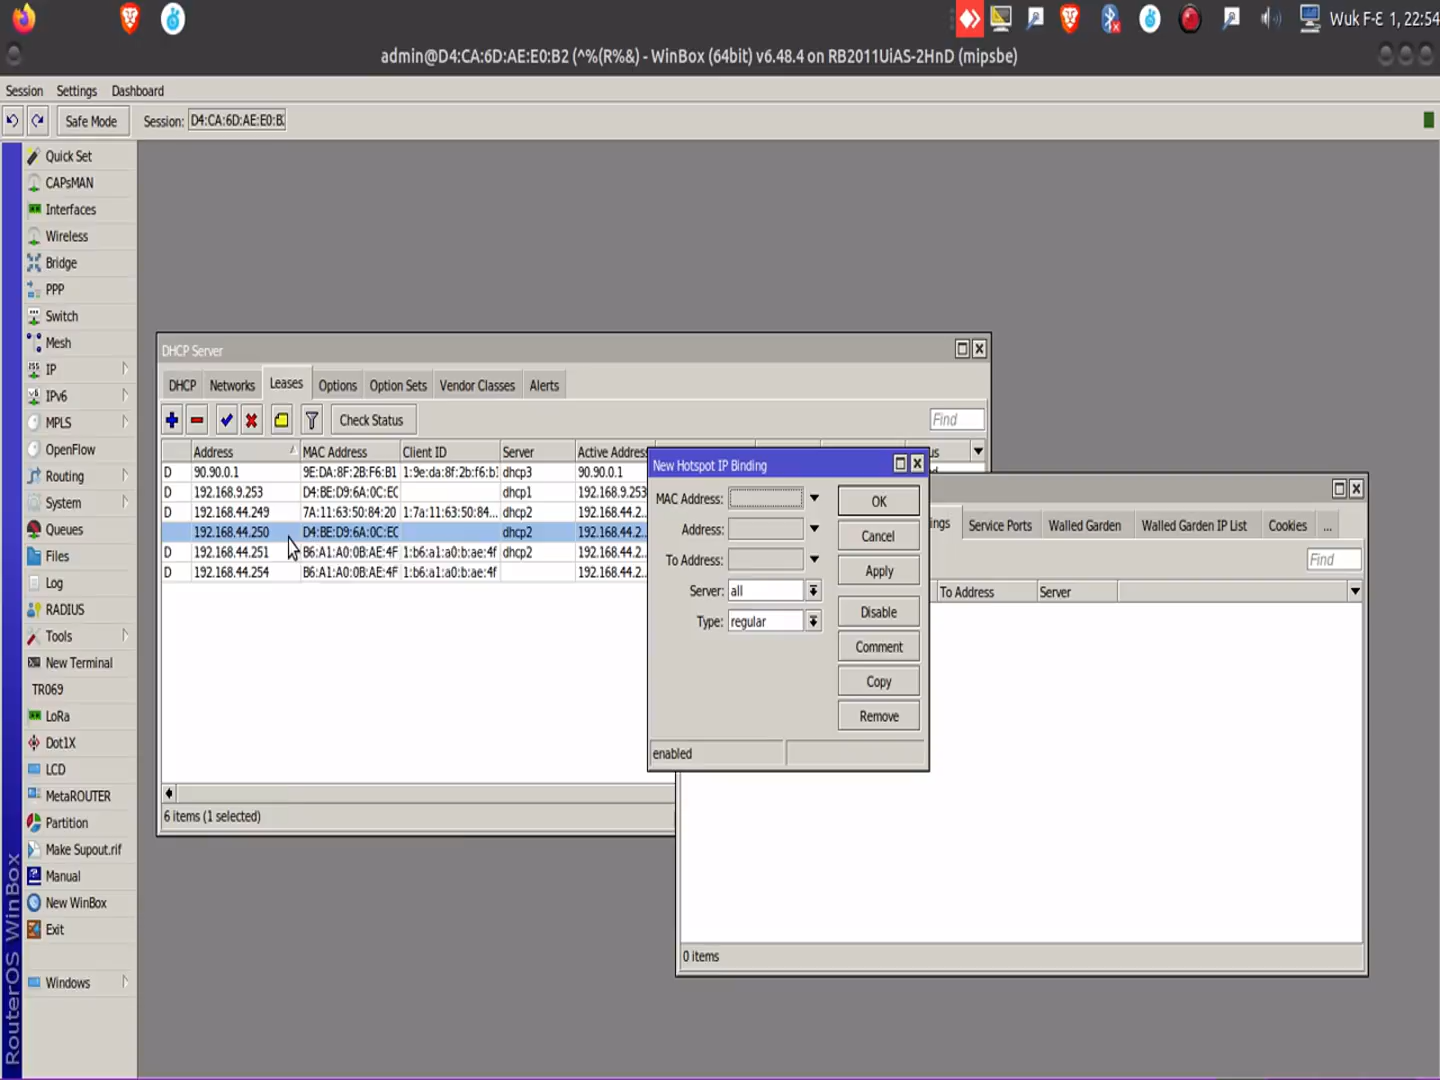 Wuk F-Ɛ 1, 22:54
admin@D4:CA:6D:AE:E0:B2 (^%(R%&) - WinBox (64bit) v6.48.4 on RB2011UiAS-2HnD (mipsbe)
Session Settings Dashboard
Safe Mode Session: D4:CA:6D:AE:E0:B
Quick Set
CAPsMAN
Interfaces
Wireless
Bridge
PPP
Switch
Mesh
IP
IPv6
MPLS
OpenFlow
Routing
System
Queues
Files
Log
RADIUS
Tools
New Terminal
TR069
LoRa
Dot1X
LCD
MetaROUTER
Partition
Make Supout.rif
Manual
New WinBox
Exit
Windows
RouterOS WinBox
DHCP Server
DHCP Networks Leases Options Option Sets Vendor Classes Alerts
Check Status Find
Address MAC Address Client ID Server Active Address
D 90.90.0.1 9E:DA:8F:2B:F6:B1 1:9e:da:8f:2b:f6:b1 dhcp3 90.90.0.1
D 192.168.9.253 D4:BE:D9:6A:0C:EC dhcp1 192.168.9.253
D 192.168.44.249 7A:11:63:50:84:20 1:7a:11:63:50:84... dhcp2 192.168.44.2...
192.168.44.250 D4:BE:D9:6A:0C:EC dhcp2 192.168.44.2...
D 192.168.44.251 B6:A1:A0:0B:AE:4F 1:b6:a1:a0:b:ae:4f dhcp2 192.168.44.2...
D 192.168.44.254 B6:A1:A0:0B:AE:4F 1:b6:a1:a0:b:ae:4f 192.168.44.2...
6 items (1 selected)
New Hotspot IP Binding
MAC Address:
Address:
To Address:
Server: all
Type: regular
OK
Cancel
Apply
Disable
Comment
Copy
Remove
enabled
Service Ports Walled Garden Walled Garden IP List Cookies ...
Find
To Address Server
0 items